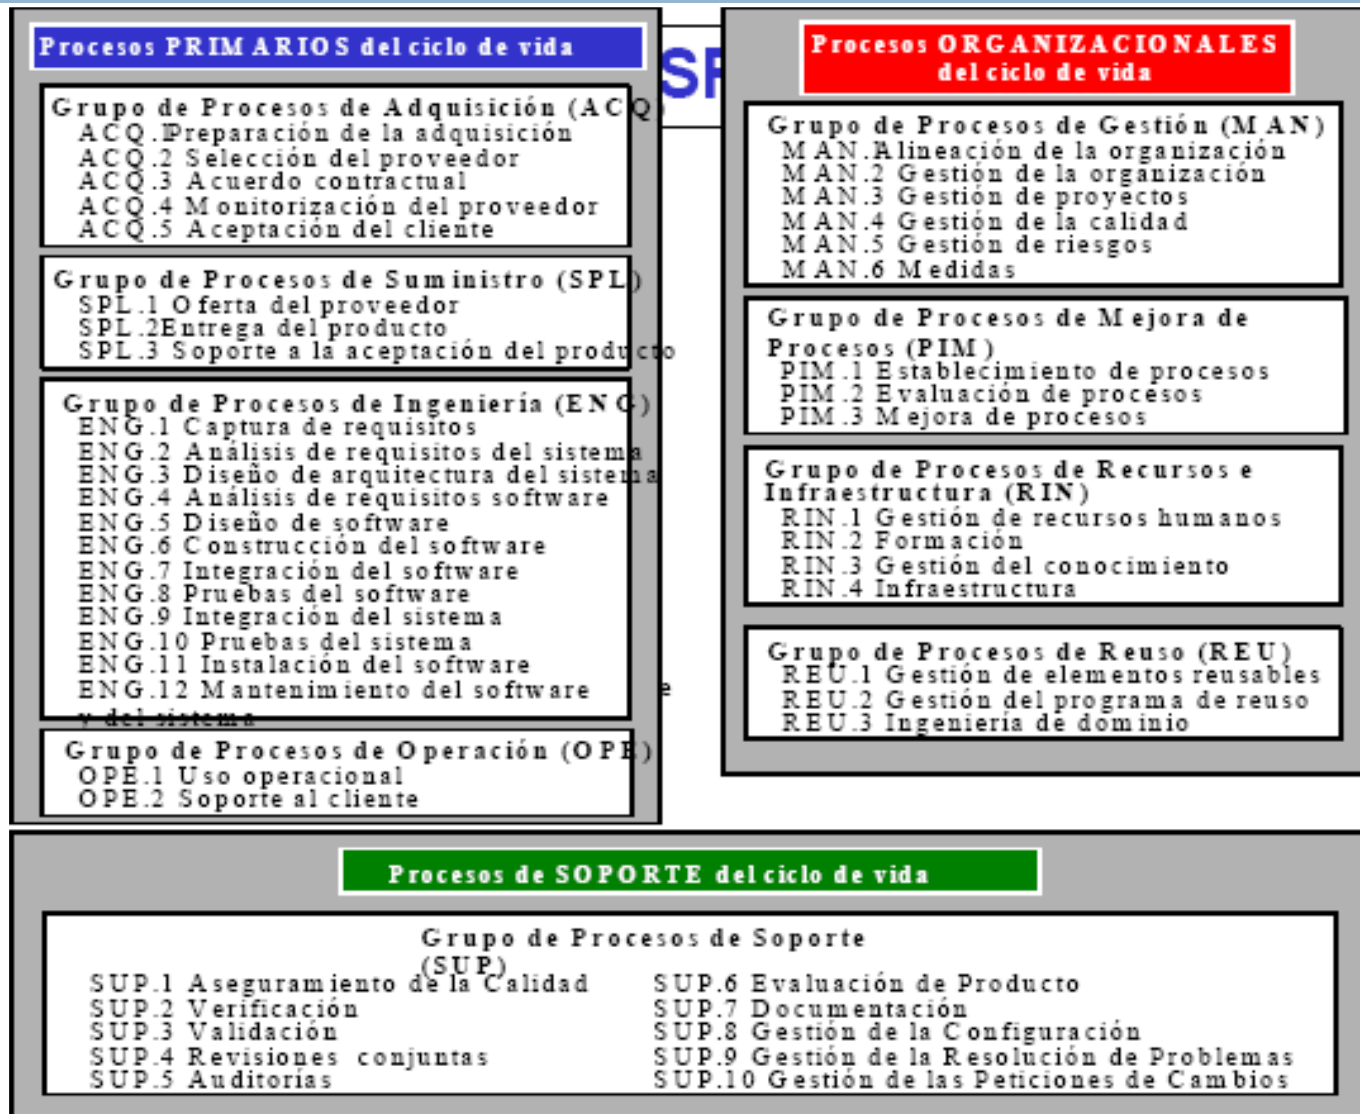 Procesos PRIMARIOS del ciclo de vida
Grupo de Procesos de Adquisición (ACQ)
ACQ.1Preparación de la adquisición
ACQ.2 Selección del proveedor
ACQ.3 Acuerdo contractual
ACQ.4 Monitorización del proveedor
ACQ.5 Aceptación del cliente
Grupo de Procesos de Suministro (SPL)
SPL.1 Oferta del proveedor
SPL.2Entrega del producto
SPL.3 Soporte a la aceptación del producto
Grupo de Procesos de Ingeniería (ENG)
ENG.1 Captura de requisitos
ENG.2 Análisis de requisitos del sistema
ENG.3 Diseño de arquitectura del sistema
ENG.4 Análisis de requisitos software
ENG.5 Diseño de software
ENG.6 Construcción del software
ENG.7 Integración del software
ENG.8 Pruebas del software
ENG.9 Integración del sistema
ENG.10 Pruebas del sistema
ENG.11 Instalación del software
ENG.12 Mantenimiento del software
y del sistema
Grupo de Procesos de Operación (OPE)
OPE.1 Uso operacional
OPE.2 Soporte al cliente
Procesos ORGANIZACIONALES
del ciclo de vida
Grupo de Procesos de Gestión (MAN)
MAN.1Alineación de la organización
MAN.2 Gestión de la organización
MAN.3 Gestión de proyectos
MAN.4 Gestión de la calidad
MAN.5 Gestión de riesgos
MAN.6 Medidas
Grupo de Procesos de Mejora de
Procesos (PIM)
PIM.1 Establecimiento de procesos
PIM.2 Evaluación de procesos
PIM.3 Mejora de procesos
Grupo de Procesos de Recursos e
Infraestructura (RIN)
RIN.1 Gestión de recursos humanos
RIN.2 Formación
RIN.3 Gestión del conocimiento
RIN.4 Infraestructura
Grupo de Procesos de Reuso (REU)
REU.1 Gestión de elementos reusables
REU.2 Gestión del programa de reuso
REU.3 Ingeniería de dominio
Procesos de SOPORTE del ciclo de vida
Grupo de Procesos de Soporte
(SUP)
SUP.1 Aseguramiento de la Calidad
SUP.2 Verificación
SUP.3 Validación
SUP.4 Revisiones conjuntas
SUP.5 Auditorías
SUP.6 Evaluación de Producto
SUP.7 Documentación
SUP.8 Gestión de la Configuración
SUP.9 Gestión de la Resolución de Problemas
SUP.10 Gestión de las Peticiones de Cambios